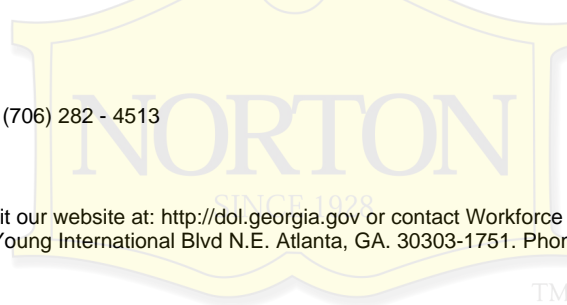 (706) 282 - 4513
NORTON
SINCE 1928
it our website at: http://dol.georgia.gov or contact Workforce
Young International Blvd N.E. Atlanta, GA. 30303-1751. Phon
TM